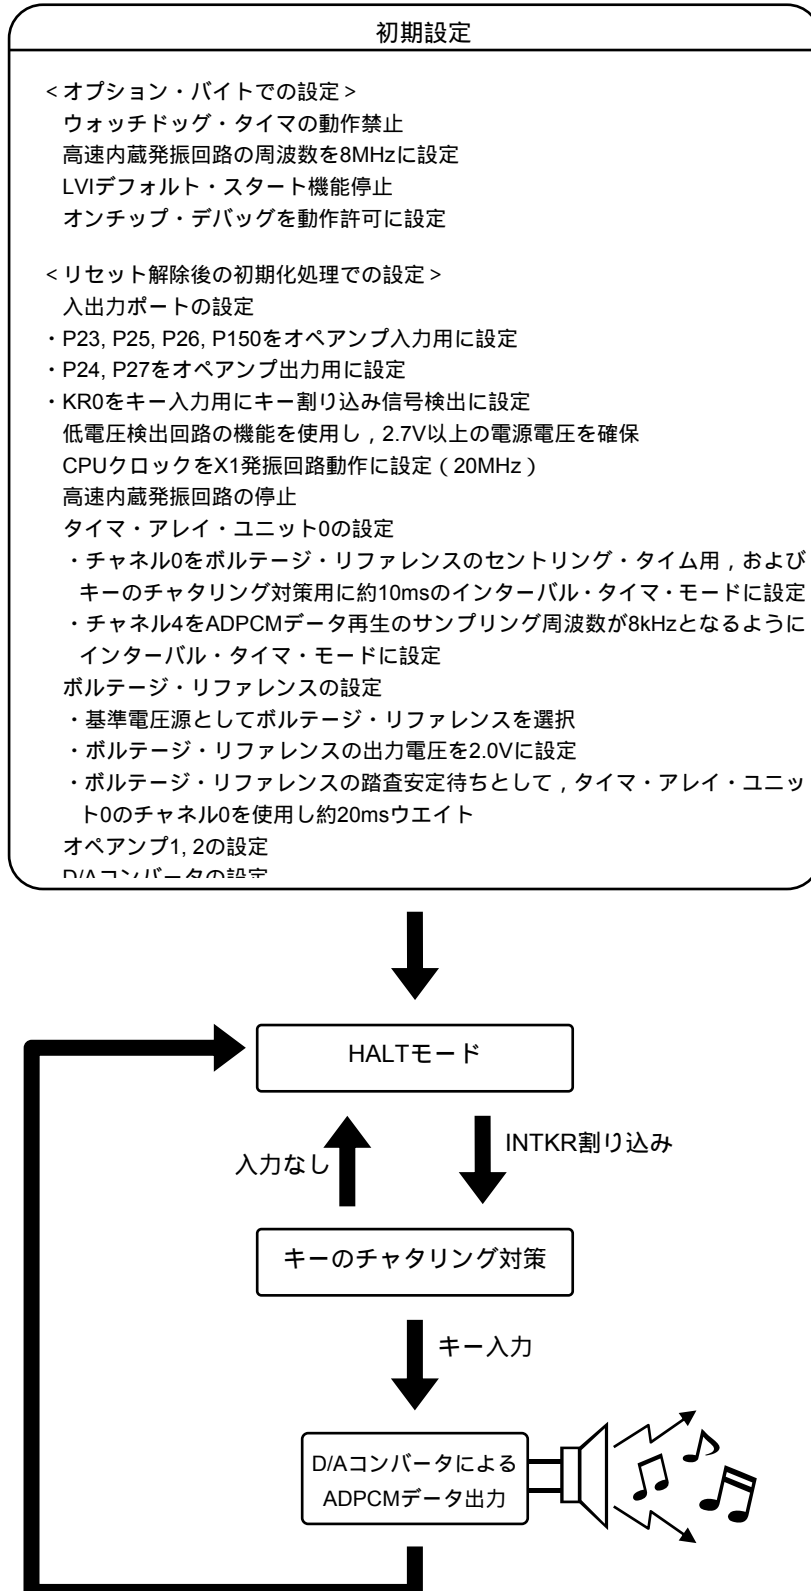 初期設定
＜オプション・バイトでの設定＞
ウォッチドッグ・タイマの動作禁止
高速内蔵発振回路の周波数を8MHzに設定
LVIデフォルト・スタート機能停止
オンチップ・デバッグを動作許可に設定
＜リセット解除後の初期化処理での設定＞
入出力ポートの設定
・P23, P25, P26, P150をオペアンプ入力用に設定
・P24, P27をオペアンプ出力用に設定
・KR0をキー入力用にキー割り込み信号検出に設定
低電圧検出回路の機能を使用し，2.7V以上の電源電圧を確保
CPUクロックをX1発振回路動作に設定（20MHz）
高速内蔵発振回路の停止
タイマ・アレイ・ユニット0の設定
・チャネル0をボルテージ・リファレンスのセントリング・タイム用，および
キーのチャタリング対策用に約10msのインターバル・タイマ・モードに設定
・チャネル4をADPCMデータ再生のサンプリング周波数が8kHzとなるように
インターバル・タイマ・モードに設定
ボルテージ・リファレンスの設定
・基準電圧源としてボルテージ・リファレンスを選択
・ボルテージ・リファレンスの出力電圧を2.0Vに設定
・ボルテージ・リファレンスの踏査安定待ちとして，タイマ・アレイ・ユニッ
ト0のチャネル0を使用し約20msウエイト
オペアンプ1, 2の設定
D/Aコンバータの設定
HALTモード
入力なし
INTKR割り込み
キーのチャタリング対策
キー入力
D/Aコンバータによる
ADPCMデータ出力